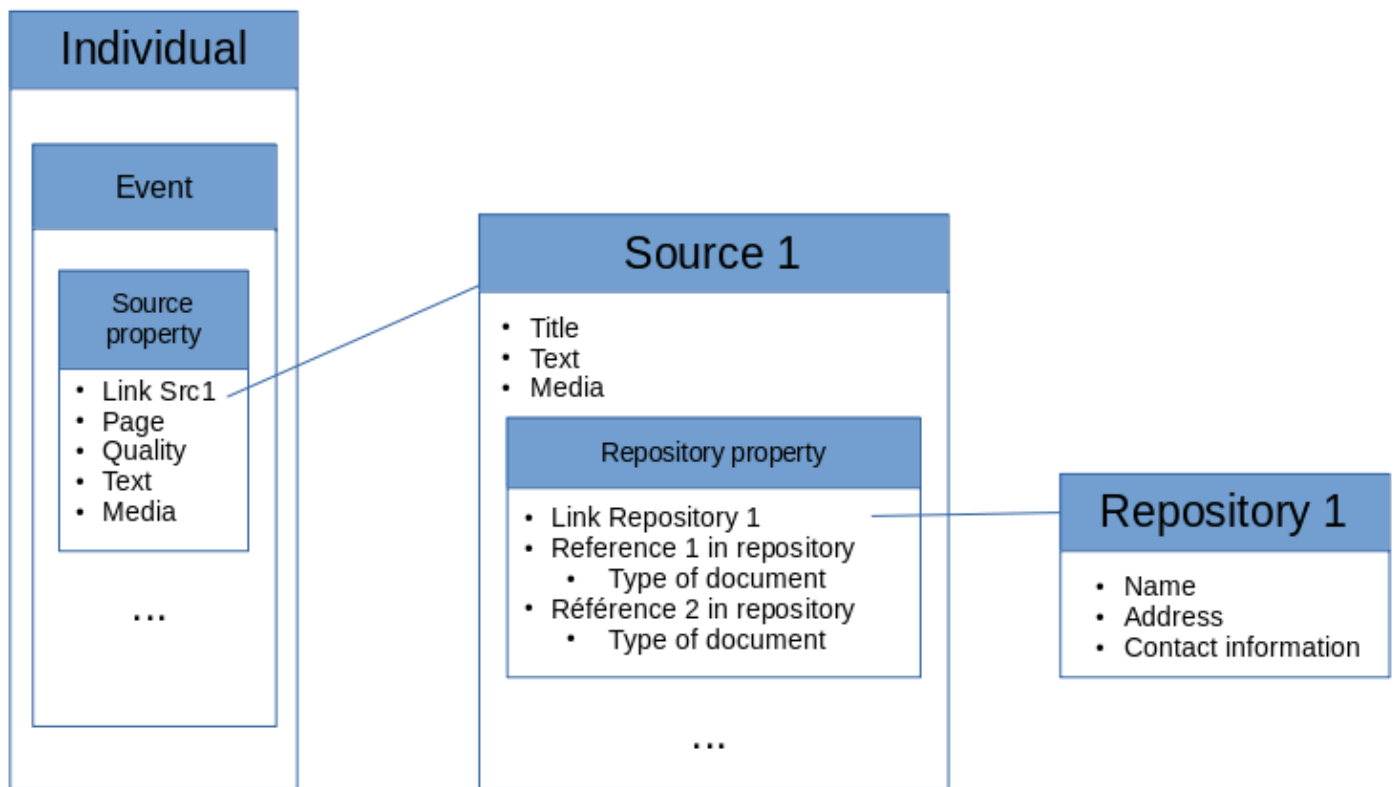 Individual
Event
Source
property
• Link Src1
• Page
• Quality
• Text
• Media
...
Source 1
• Title
• Text
• Media
Repository property
• Link Repository 1
• Reference 1 in repository
• Type of document
• Référence 2 in repository
• Type of document
...
Repository 1
• Name
• Address
• Contact information